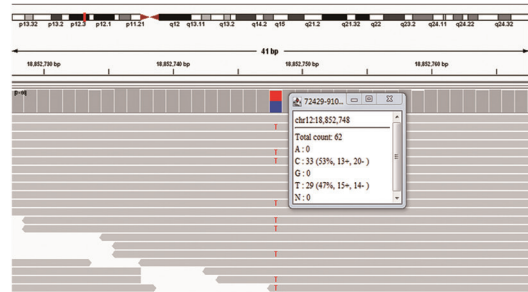 p13.32 p13.2 p12.3 p12.1 p11.21 q12 q13.11 q13.2 q14.2 q15 q21.2 q21.32 q22 q23.2 q24.11 q24.22 q24.32
41 bp
18,852,730 bp 18,852,740 bp 18,852,750 bp 18,852,760 bp
72429-910...
chr12:18,852,748
Total count: 62
A : 0
C : 33 (53%, 13+, 20- )
G : 0
T : 29 (47%, 15+, 14- )
N : 0
T
T
T
T
T
T
T
T
T